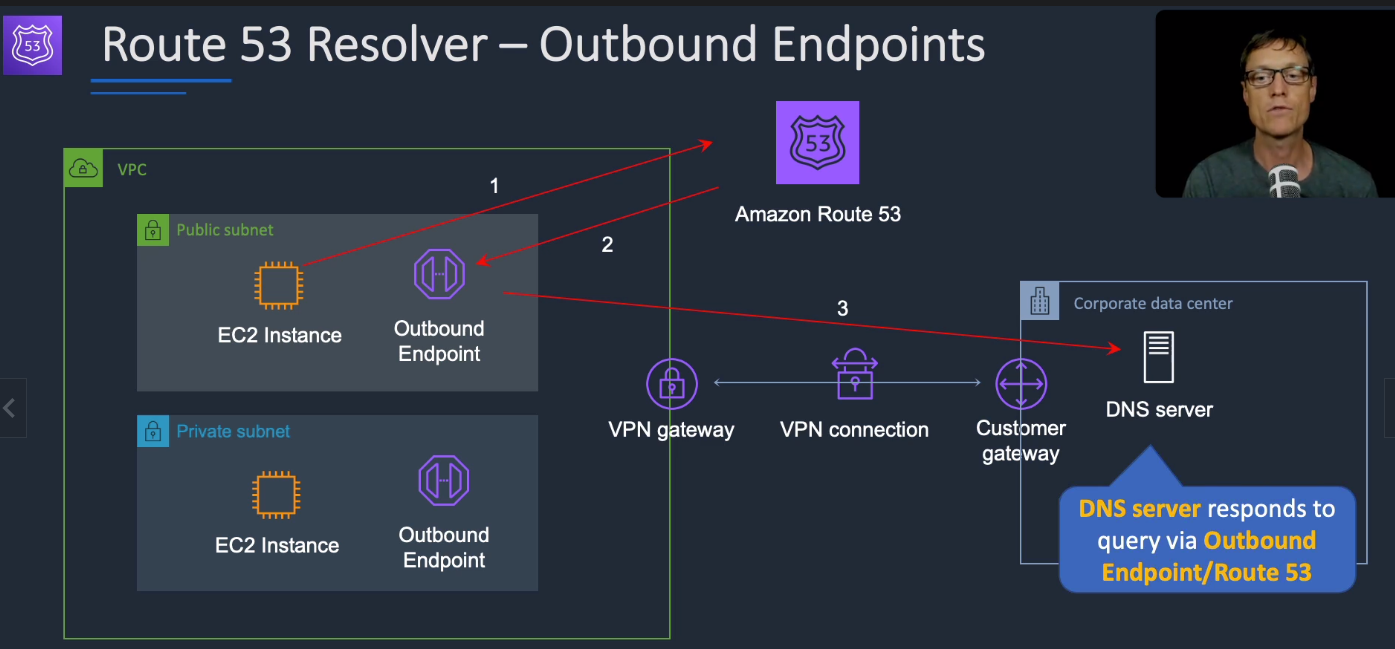 53
Route 53 Resolver – Outbound Endpoints
53
Amazon Route 53
VPC
1
2
3
Public subnet
EC2 Instance
Outbound
Endpoint
Private subnet
EC2 Instance
Outbound
Endpoint
VPN gateway
VPN connection
Customer
gateway
Corporate data center
DNS server
DNS server responds to
query via Outbound
Endpoint/Route 53